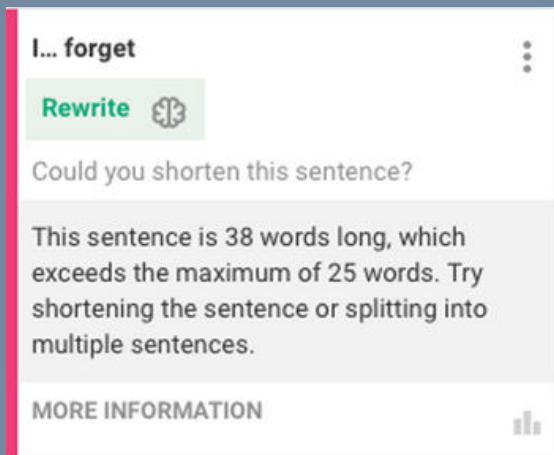 I... forget
Rewrite
Could you shorten this sentence?
This sentence is 38 words long, which
exceeds the maximum of 25 words. Try
shortening the sentence or splitting into
multiple sentences.
MORE INFORMATION